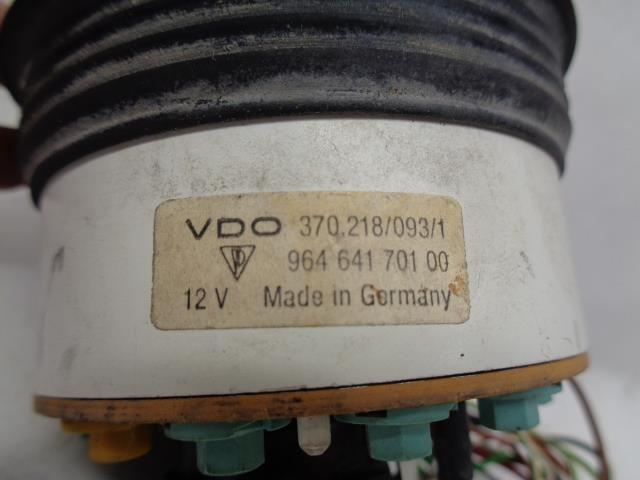 VDO 370.218/093/1
964 641 701 00
12 V Made in Germany